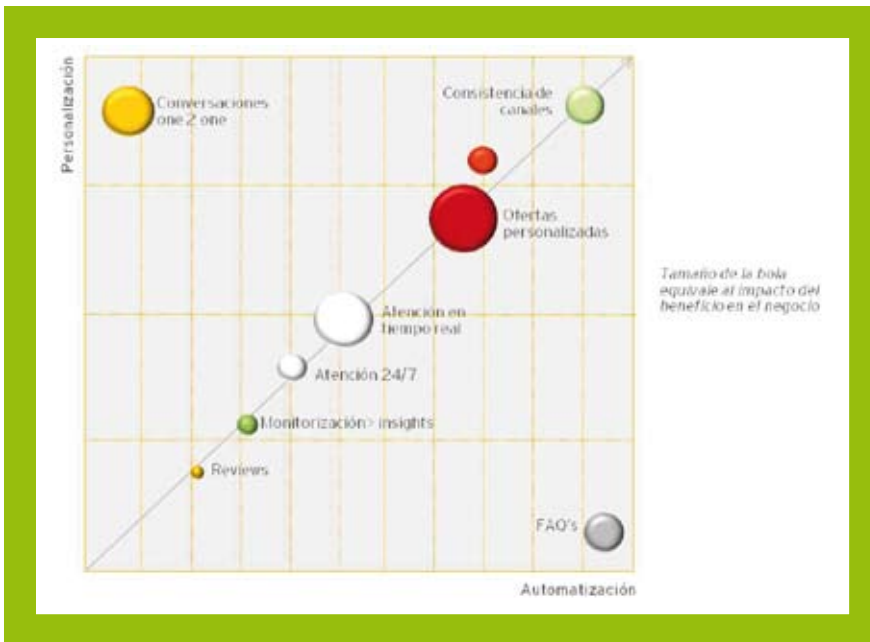 Personalización
Conversaciones
one 2 one
Consistencia de
canales
Ofertas
personalizadas
Tamaño de la bola
equivale al impacto del
beneficio en el negocio
Atención en
tiempo real
Atención 24/7
Monitorización> insights
Reviews
FAQ's
Automatización